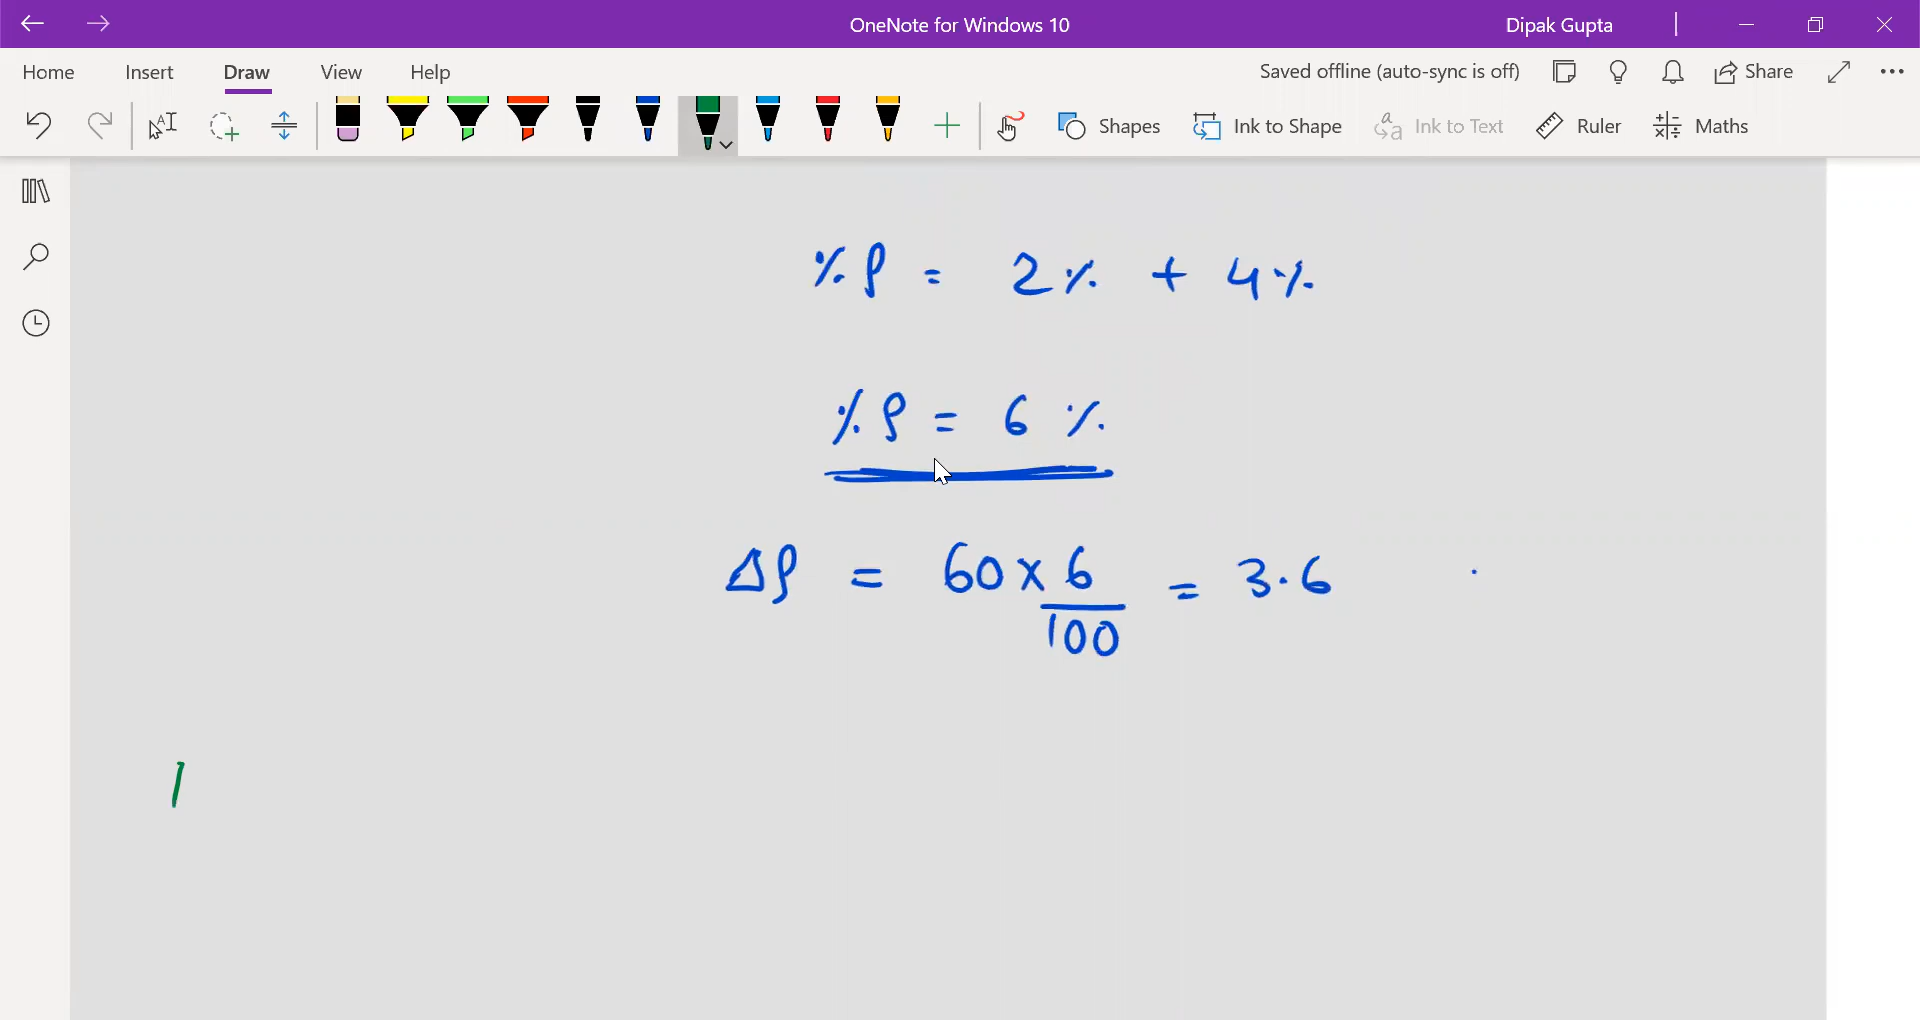 OneNote for Windows 10
Dipak Gupta
Home Insert Draw View Help
Saved offline (auto-sync is off) Share
Shapes Ink to Shape Ink to Text Ruler Maths
% ρ = 2 % + 4 %
% ρ = 6 %
Δρ = 60 × 6/100 = 3.6